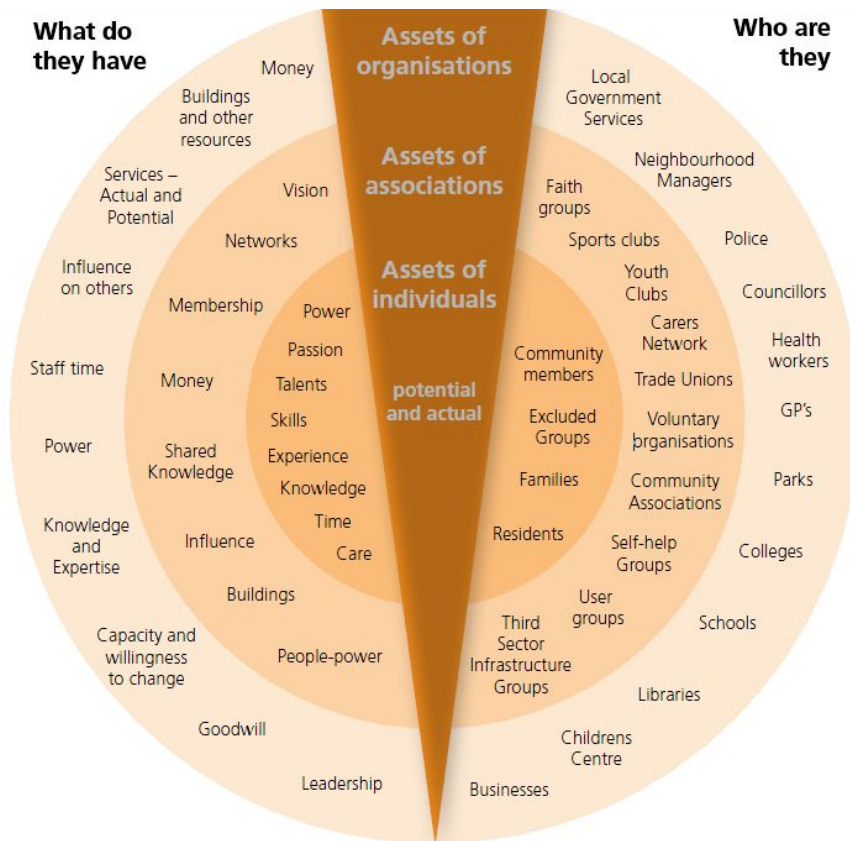 What do
they have
Assets of
organisations
Assets of
associations
Assets of
individuals
potential
and actual
Who are
they
Money
Buildings
and other
resources
Services –
Actual and
Potential
Influence
on others
Staff time
Power
Knowledge
and
Expertise
Capacity and
willingness
to change
Goodwill
Leadership
Vision
Networks
Membership
Money
Shared
Knowledge
Influence
Buildings
People-power
Power
Passion
Talents
Skills
Experience
Knowledge
Time
Care
Community
members
Excluded
Groups
Families
Residents
Faith
groups
Sports clubs
Youth
Clubs
Carers
Network
Trade Unions
Voluntary
organisations
Community
Associations
Self-help
Groups
User
groups
Third
Sector
Infrastructure
Groups
Local
Government
Services
Neighbourhood
Managers
Police
Councillors
Health
workers
GP's
Parks
Colleges
Schools
Libraries
Childrens
Centre
Businesses